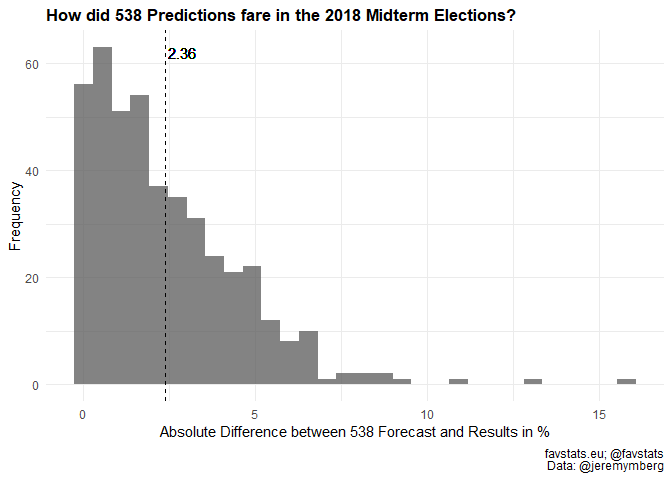 How did 538 Predictions fare in the 2018 Midterm Elections?
2.36
60
40
20
0
Frequency
0 5 10 15
Absolute Difference between 538 Forecast and Results in %
favstats.eu; @favstats
Data: @jeremymberg